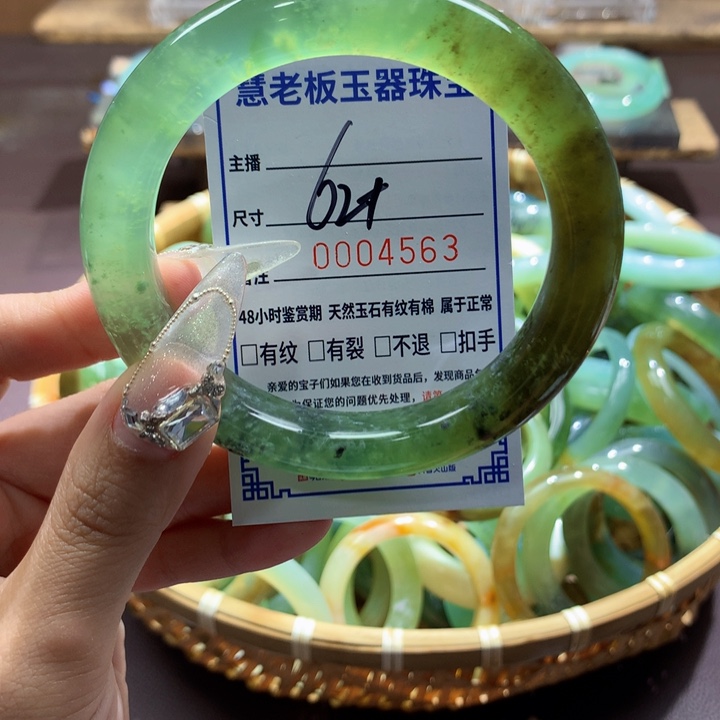 慧老板玉器珠宝
主播
尺寸 62+
0004563
备注
48小时鉴赏期 天然玉石有纹有棉 属于正常
□有纹 □有裂 □不退 □扣手
亲爱的宝子们如果您在收到货品后，发现商品
为保证您的问题优先处理，请